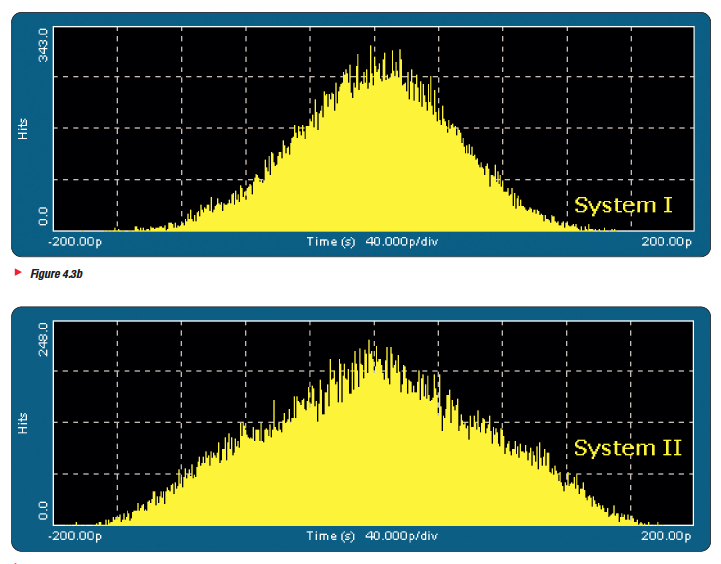 343.0
Hits
0.0
System I
-200.00p Time (s) 40.000p/div 200.00p
Figure 4.3b
248.0
Hits
0.0
System II
-200.00p Time (s) 40.000p/div 200.00p